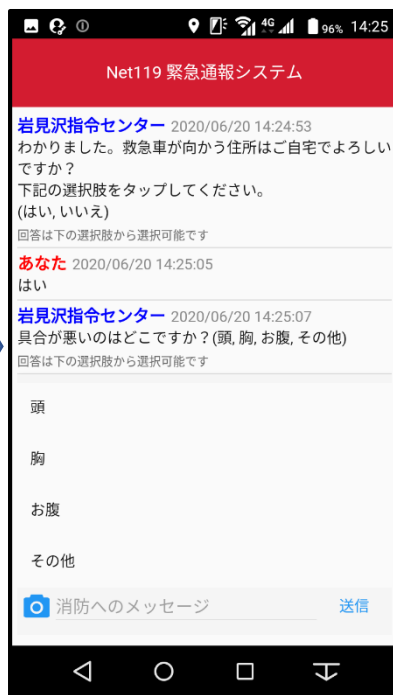 4G 96% 14:25
Net119 緊急通報システム
岩見沢指令センター 2020/06/20 14:24:53
わかりました。救急車が向かう住所はご自宅でよろしい
ですか？
下記の選択肢をタップしてください。
(はい, いいえ)
回答は下の選択肢から選択可能です
あなた 2020/06/20 14:25:05
はい
岩見沢指令センター 2020/06/20 14:25:07
具合が悪いのはどこですか？(頭, 胸, お腹, その他)
回答は下の選択肢から選択可能です
頭
胸
お腹
その他
消防へのメッセージ 送信